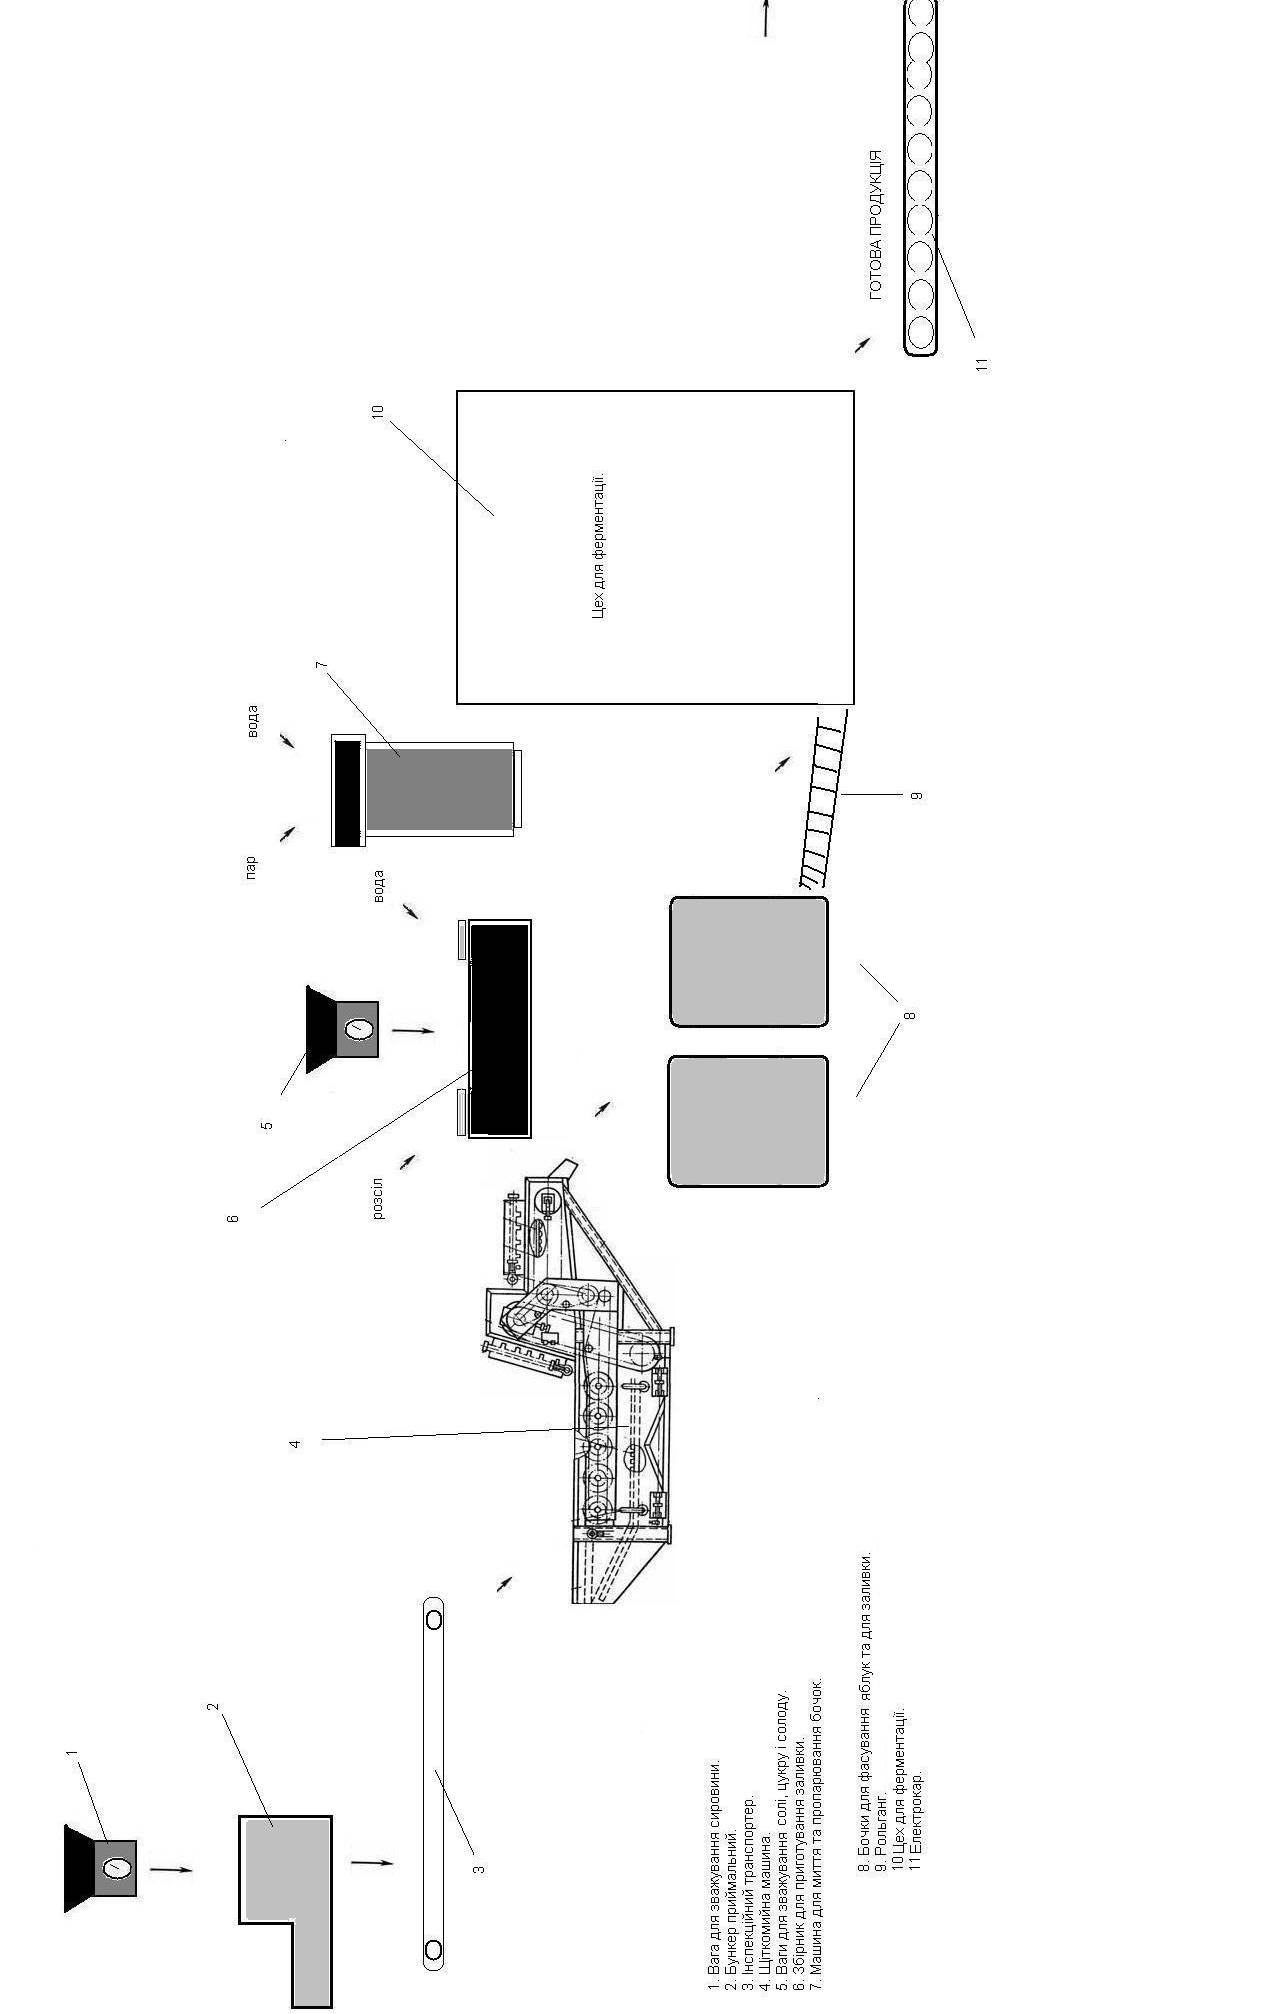 1
2
3
4
5
6
розсіл
вода
пар
вода
7
8
9
10
Цех для ферментації.
11
ГОТОВА ПРОДУКЦІЯ
1. Вага для зважування сировини.
2. Бункер приймальний.
3. Інспекційний транспортер.
4. Щіткомийна машина.
5. Ваги для зважування солі, цукру і солоду.
6. Збірник для приготування заливки.
7. Машина для миття та пропарювання бочок.
8. Бочки для фасування яблук та для заливки.
9. Рольганг.
10 Цех для ферментації.
11 Електрокар.